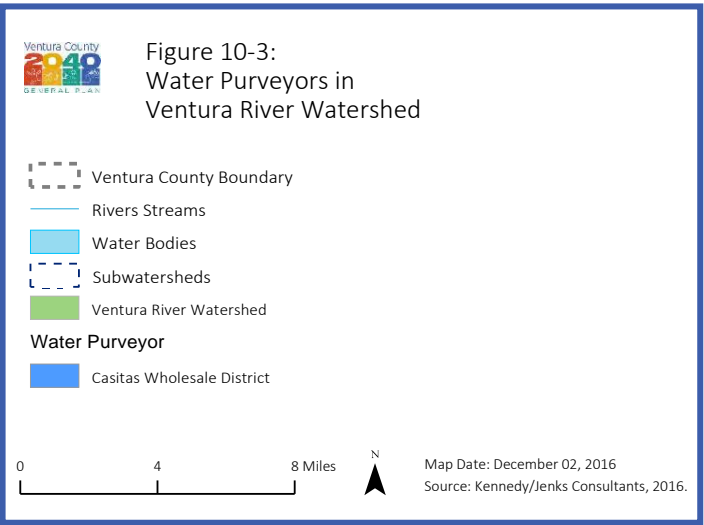 Ventura County
2040
GENERAL PLAN
Figure 10-3:
Water Purveyors in
Ventura River Watershed
Ventura County Boundary
Rivers Streams
Water Bodies
Subwatersheds
Ventura River Watershed
Water Purveyor
Casitas Wholesale District
0 4 8 Miles
N
Map Date: December 02, 2016
Source: Kennedy/Jenks Consultants, 2016.